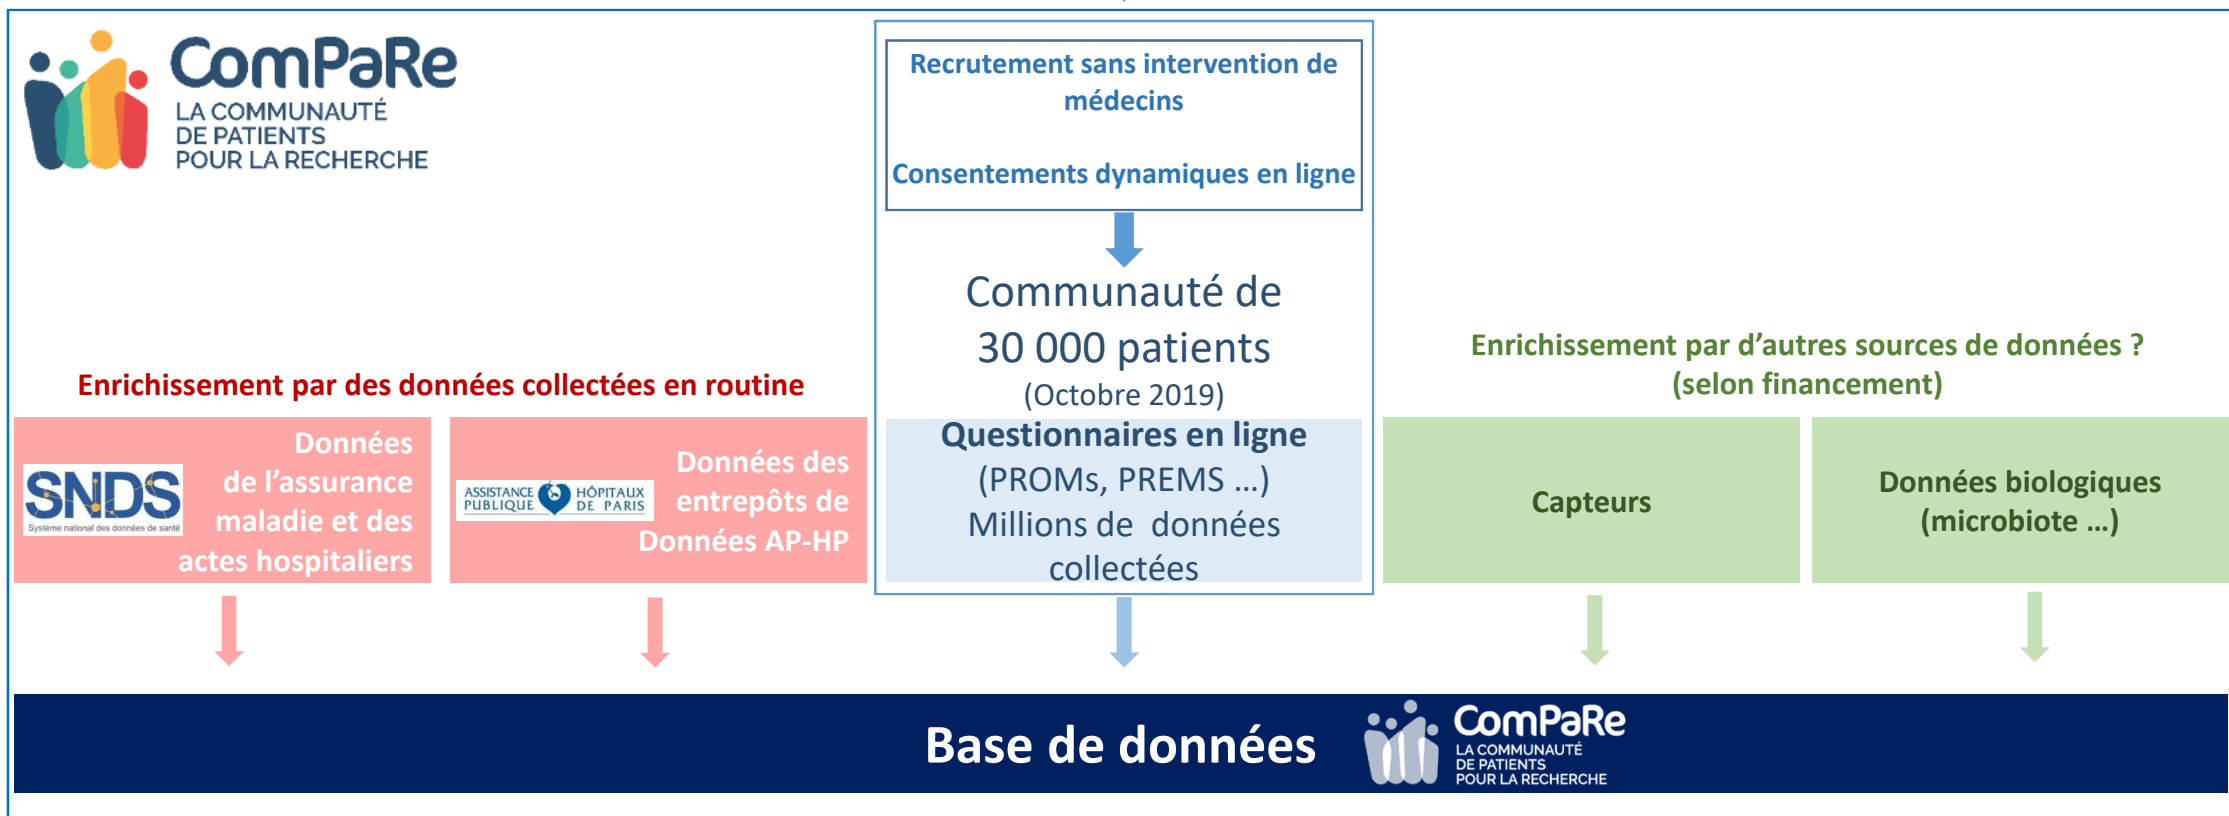 ComPaRe
LA COMMUNAUTÉ
DE PATIENTS
POUR LA RECHERCHE
Recrutement sans intervention de
médecins
Consentements dynamiques en ligne
Communauté de
30 000 patients
(Octobre 2019)
Questionnaires en ligne
(PROMs, PREMS ...)
Millions de données
collectées
Enrichissement par des données collectées en routine
SNDS
Système national des données de santé
Données
de l’assurance
maladie et des
actes hospitaliers
ASSISTANCE HÔPITAUX
PUBLIQUE DE PARIS
Données des
entrepôts de
Données AP-HP
Enrichissement par d’autres sources de données ?
(selon financement)
Capteurs
Données biologiques
(microbiote ...)
Base de données
ComPaRe
LA COMMUNAUTÉ
DE PATIENTS
POUR LA RECHERCHE